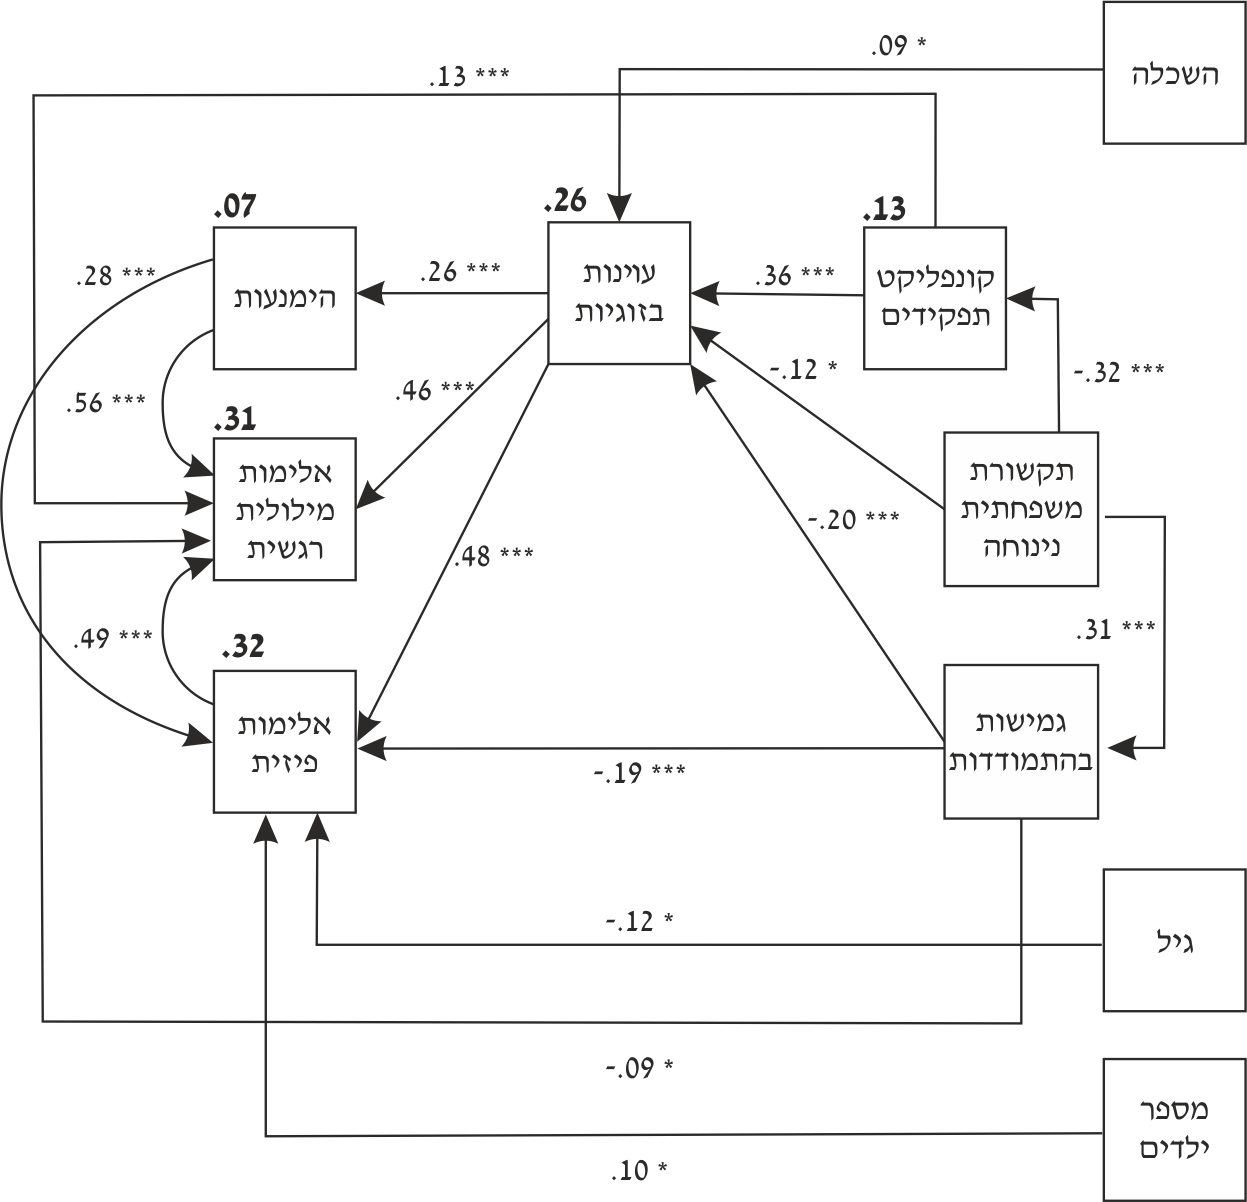 .09 *
השכלה
.13 ***
.07
.26
.13
הימנעות
.26 ***
עוינות
בזוגיות
.36 ***
קונפליקט
תפקידים
.28 ***
-.32 ***
.56 ***
.46 ***
-.12 *
.31
אלימות
מילולית
רגשית
תקשורת
משפחתית
נינוחה
-.20 ***
.48 ***
.31 ***
.49 ***
.32
אלימות
פיזית
גמישות
בהתמודדות
-.19 ***
-.12 *
גיל
-.09 *
מספר
ילדים
.10 *